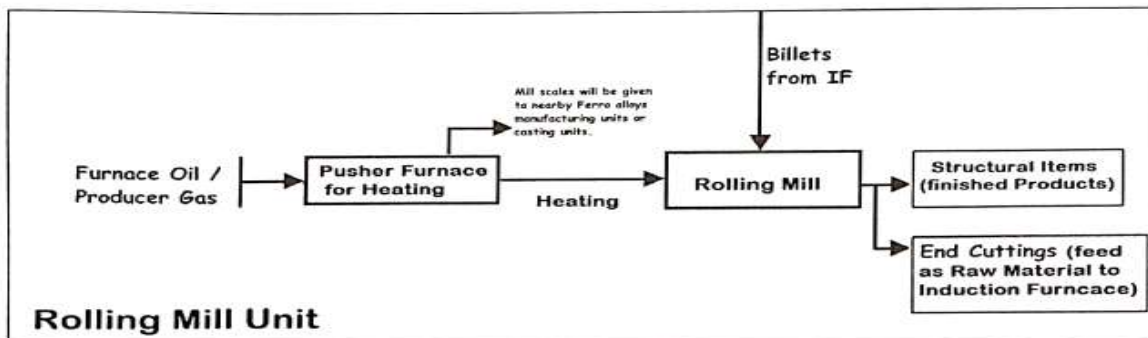 Billets
from IF
Mill scales will be given
to nearby Ferro alloys
manufacturing units or
casting units.
Furnace Oil /
Producer Gas
Pusher Furnace
for Heating
Heating
Rolling Mill
Structural Items
(finished Products)
End Cuttings (feed
as Raw Material to
Induction Furncace)
Rolling Mill Unit